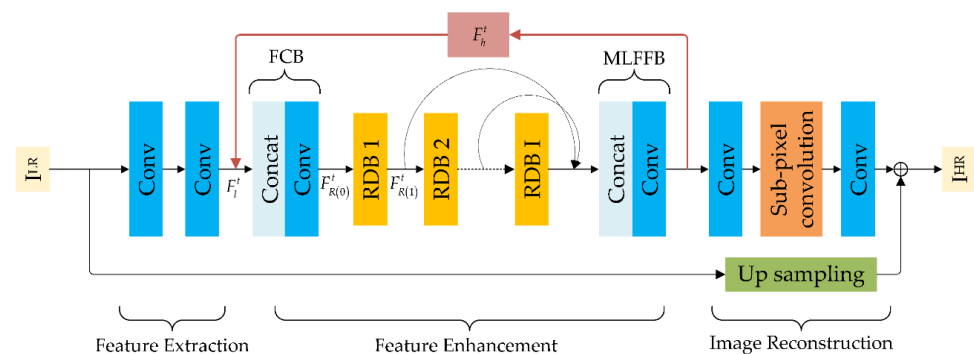 F_h^t
FCB
MLFFB
I_LR
Conv
Conv
F_l^t
Concat
Conv
F_R(0)^t
RDB 1
F_R(1)^t
RDB 2
RDB I
Concat
Conv
Conv
Sub-pixel
convolution
Conv
I_HR
Up sampling
Feature Extraction
Feature Enhancement
Image Reconstruction